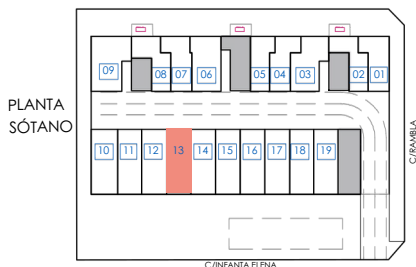 09 08 07 06 05 04 03 02 01
PLANTA
SÓTANO
10 11 12 13 14 15 16 17 18 19
C/RAMBLA
C/INFANTA ELENA